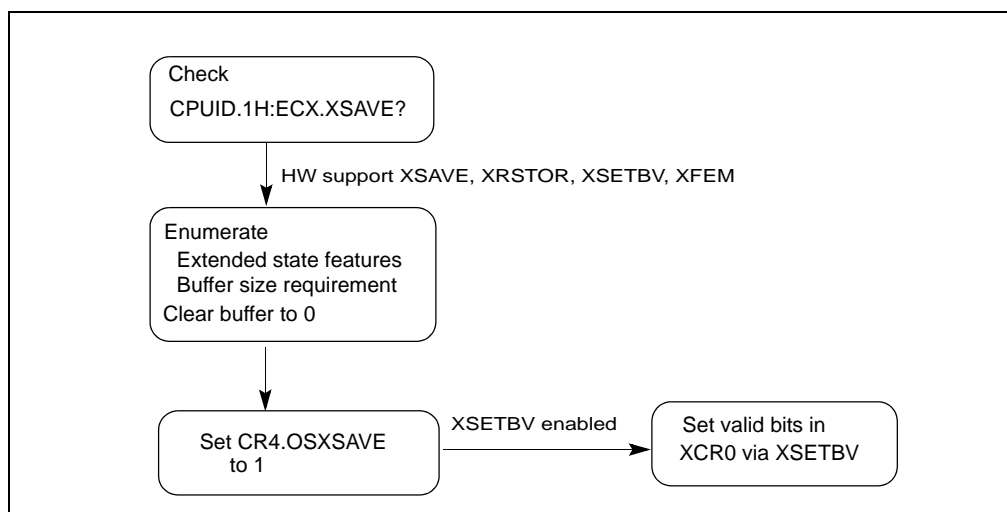 Check
CPUID.1H:ECX.XSAVE?
HW support XSAVE, XRSTOR, XSETBV, XFEM
Enumerate
Extended state features
Buffer size requirement
Clear buffer to 0
Set CR4.OSXSAVE
to 1
XSETBV enabled
Set valid bits in
XCR0 via XSETBV